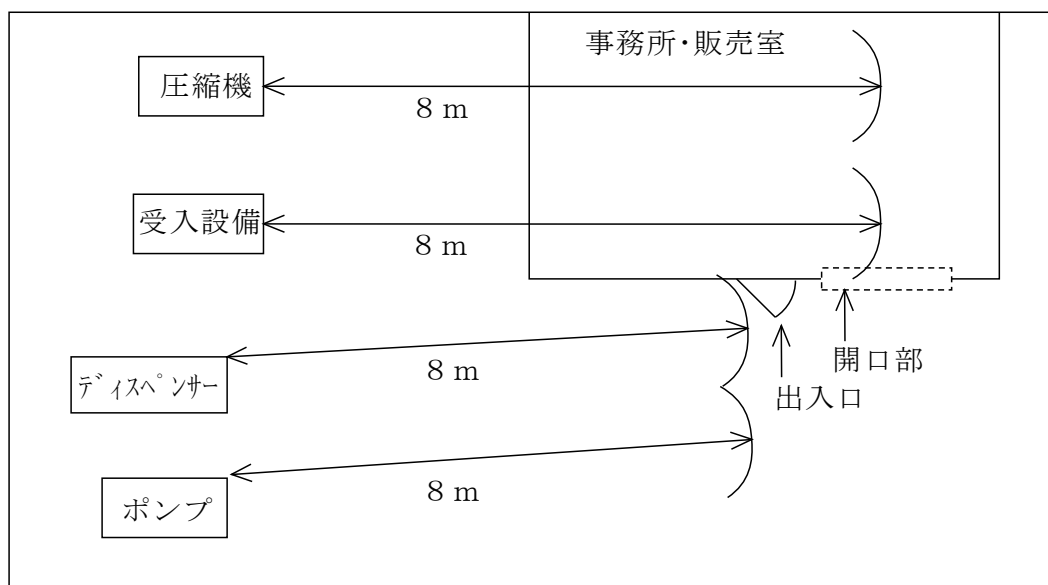 事務所・販売室
圧縮機
8 m
受入設備
8 m
ディスペンサー
8 m
開口部
出入口
ポンプ
8 m